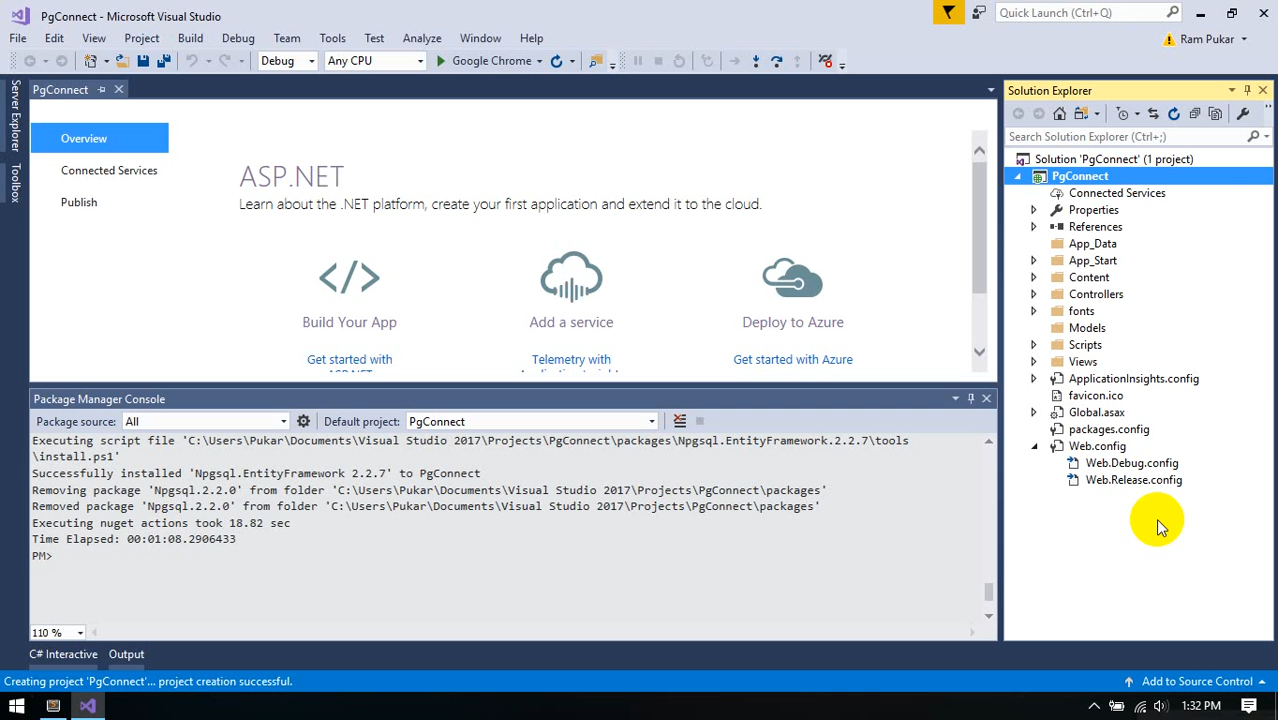 PgConnect - Microsoft Visual Studio
Quick Launch (Ctrl+Q)
File Edit View Project Build Debug Team Tools Test Analyze Window Help
Ram Pukar
Debug Any CPU Google Chrome
Server Explorer
Toolbox
PgConnect
Overview
Connected Services
Publish
ASP.NET
Learn about the .NET platform, create your first application and extend it to the cloud.
Build Your App
Add a service
Deploy to Azure
Get started with
Telemetry with
Get started with Azure
Package Manager Console
Package source: All
Default project: PgConnect
Executing script file 'C:\Users\Pukar\Documents\Visual Studio 2017\Projects\PgConnect\packages\Npgsql.EntityFramework.2.2.7\tools
\install.ps1'
Successfully installed 'Npgsql.EntityFramework 2.2.7' to PgConnect
Removing package 'Npgsql.2.2.0' from folder 'C:\Users\Pukar\Documents\Visual Studio 2017\Projects\PgConnect\packages'
Removed package 'Npgsql.2.2.0' from folder 'C:\Users\Pukar\Documents\Visual Studio 2017\Projects\PgConnect\packages'
Executing nuget actions took 18.82 sec
Time Elapsed: 00:01:08.2906433
PM>
110 %
C# Interactive Output
Solution Explorer
Search Solution Explorer (Ctrl+;)
Solution 'PgConnect' (1 project)
PgConnect
Connected Services
Properties
References
App_Data
App_Start
Content
Controllers
fonts
Models
Scripts
Views
ApplicationInsights.config
favicon.ico
Global.asax
packages.config
Web.config
Web.Debug.config
Web.Release.config
Creating project 'PgConnect'... project creation successful.
Add to Source Control
1:32 PM